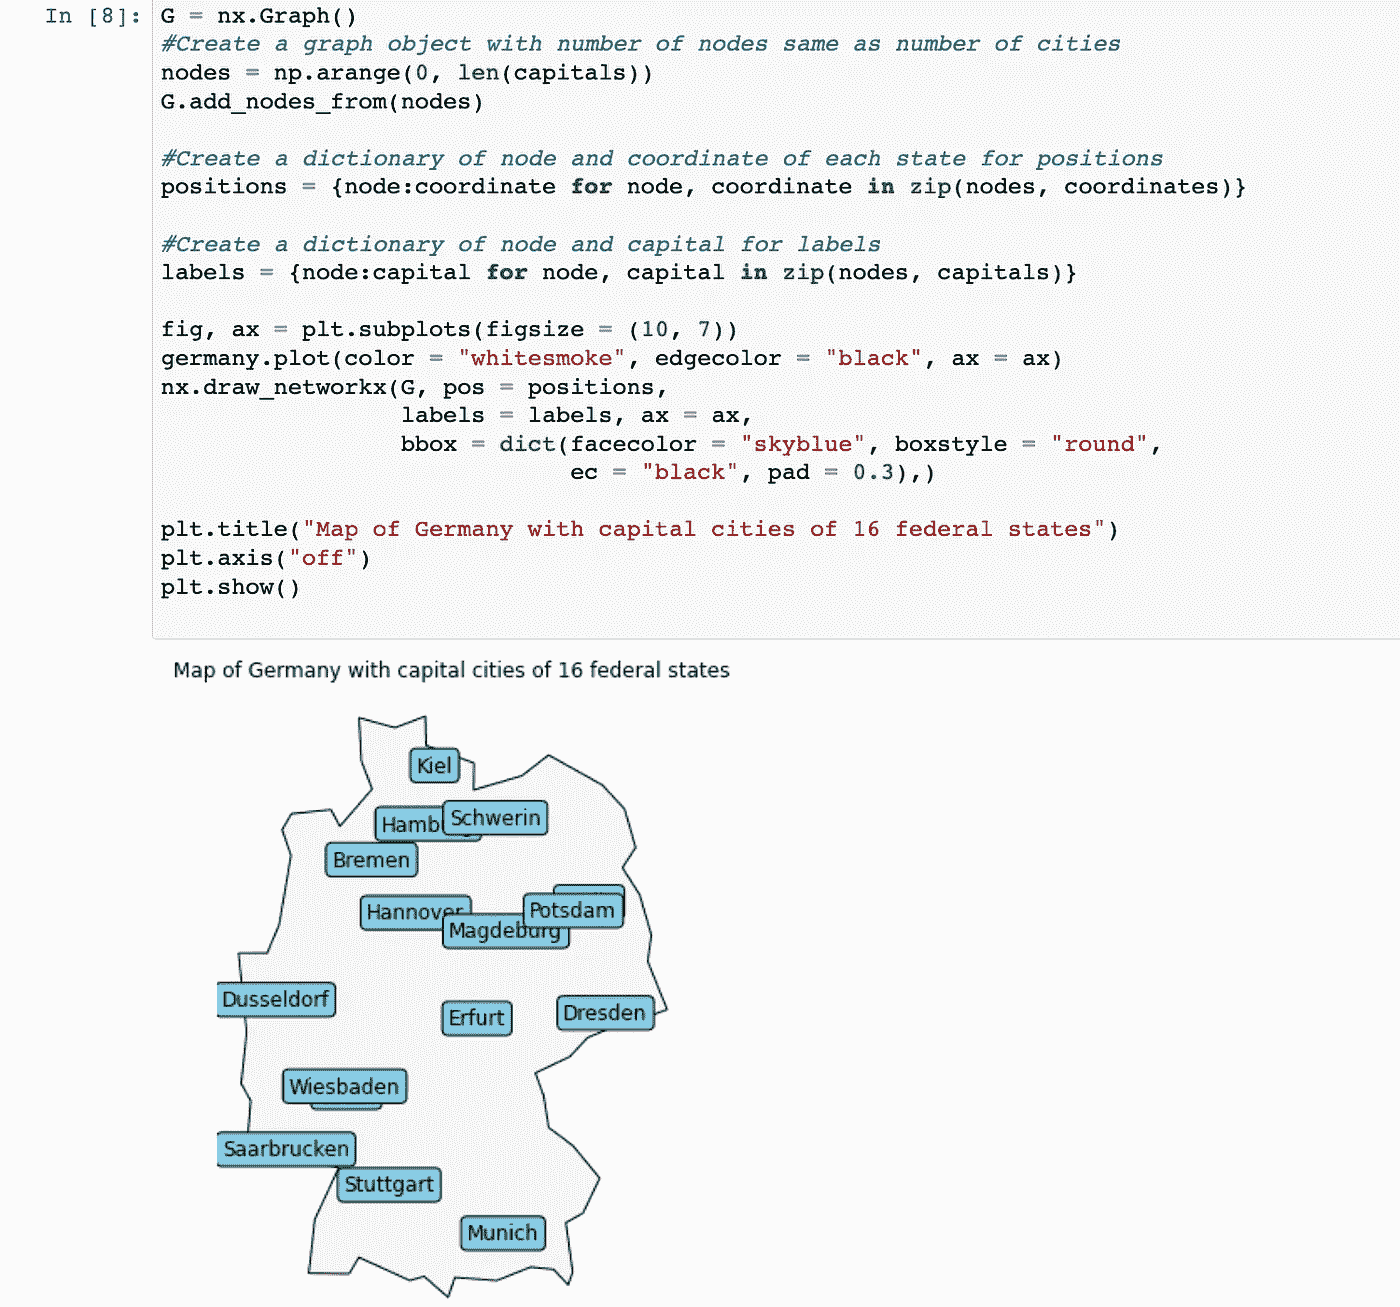 In [8]: G = nx.Graph()
#Create a graph object with number of nodes same as number of cities
nodes = np.arange(0, len(capitals))
G.add_nodes_from(nodes)
#Create a dictionary of node and coordinate of each state for positions
positions = {node:coordinate for node, coordinate in zip(nodes, coordinates)}
#Create a dictionary of node and capital for labels
labels = {node:capital for node, capital in zip(nodes, capitals)}
fig, ax = plt.subplots(figsize = (10, 7))
germany.plot(color = "whitesmoke", edgecolor = "black", ax = ax)
nx.draw_networkx(G, pos = positions,
labels = labels, ax = ax,
bbox = dict(facecolor = "skyblue", boxstyle = "round",
ec = "black", pad = 0.3),)
plt.title("Map of Germany with capital cities of 16 federal states")
plt.axis("off")
plt.show()
Map of Germany with capital cities of 16 federal states
Kiel
Schwerin
Hamb
Bremen
Potsdam
Hannover
Magdeburg
Dusseldorf
Erfurt
Dresden
Wiesbaden
Saarbrucken
Stuttgart
Munich